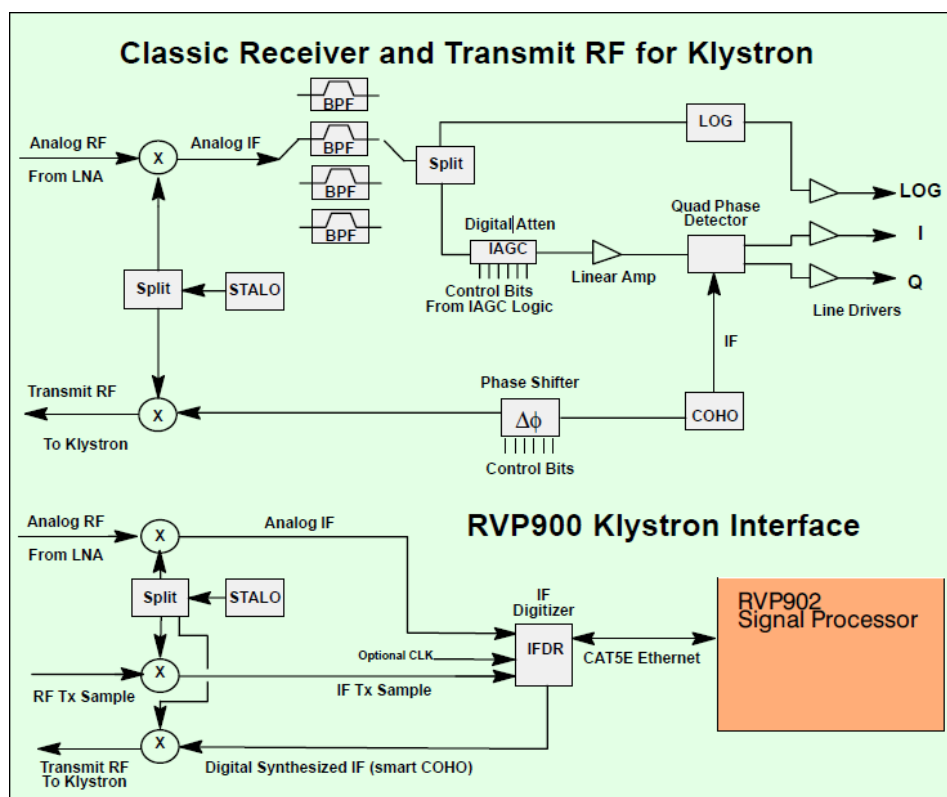 Classic Receiver and Transmit RF for Klystron
BPF
Analog RF
Analog IF
BPF
From LNA
X
Split
LOG
BPF
BPF
LOG
Quad Phase
Detector
Digital Atten
IAGC
Linear Amp
I
Control Bits
From IAGC Logic
Q
Line Drivers
Split
STALO
IF
Transmit RF
X
To Klystron
Phase Shifter
Δϕ
Control Bits
COHO
RVP900 Klystron Interface
Analog RF
From LNA
X
Analog IF
Split
STALO
IF
Digitizer
IFDR
Optional CLK
CAT5E Ethernet
RVP902
Signal Processor
RF Tx Sample
X
IF Tx Sample
X
Transmit RF
To Klystron
Digital Synthesized IF (smart COHO)